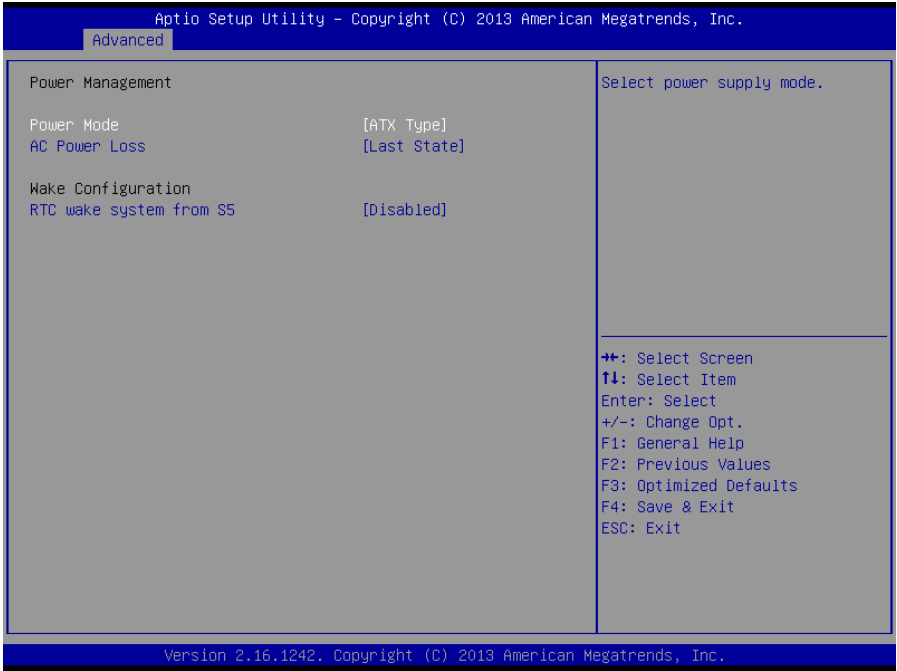 Aptio Setup Utility – Copyright (C) 2013 American Megatrends, Inc.
Advanced
Power Management
Power Mode [ATX Type]
AC Power Loss [Last State]
Wake Configuration
RTC wake system from S5 [Disabled]
Select power supply mode.
→←: Select Screen
↑↓: Select Item
Enter: Select
+/-: Change Opt.
F1: General Help
F2: Previous Values
F3: Optimized Defaults
F4: Save & Exit
ESC: Exit
Version 2.16.1242. Copyright (C) 2013 American Megatrends, Inc.